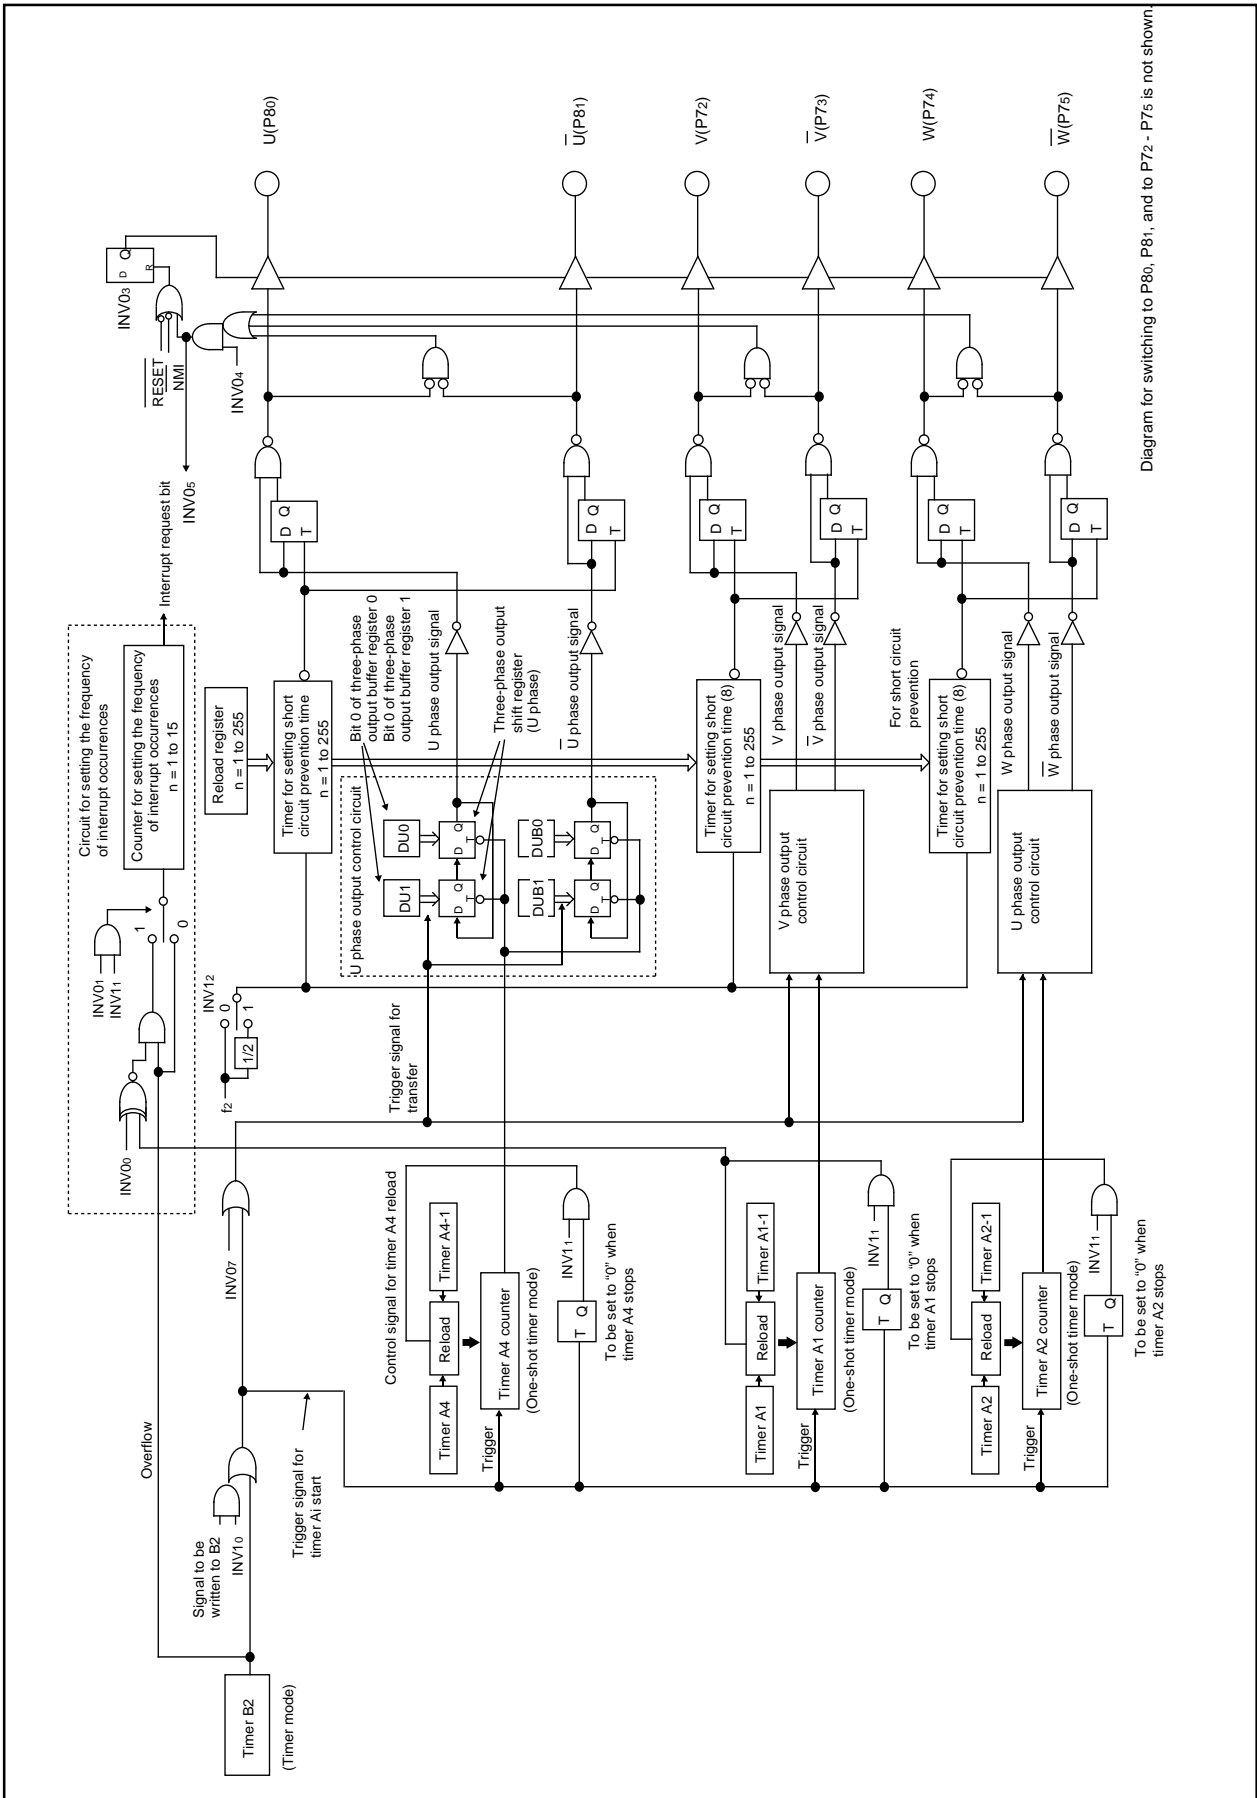 Diagram for switching to P80, P81, and to P72 - P75 is not shown.
U(P80)
U(P81)
V(P72)
V(P73)
W(P74)
W(P75)
INV03
D Q
R
RESET
NMI
INV04
INV05
Interrupt request bit
Circuit for setting the frequency
of interrupt occurrences
Counter for setting the frequency
of interrupt occurrences
n = 1 to 15
INV01
INV11
1
0
INV00
Overflow
Reload register
n = 1 to 255
Timer for setting short
circuit prevention time
n = 1 to 255
INV12
0
1
1/2
f2
D Q
T
D Q
T
D Q
T
D Q
T
D Q
T
D Q
T
Bit 0 of three-phase
output buffer register 0
Bit 0 of three-phase
output buffer register 1
U phase output signal
Three-phase output
shift register
(U phase)
U phase output signal
U phase output control circuit
DU0
DU1
D Q
T
D Q
T
DUB0
DUB1
D Q
T
D Q
T
Trigger signal for
transfer
V phase output signal
V phase output signal
Timer for setting short
circuit prevention time (8)
n = 1 to 255
V phase output
control circuit
For short circuit
prevention
W phase output signal
W phase output signal
Timer for setting short
circuit prevention time (8)
n = 1 to 255
U phase output
control circuit
INV07
Control signal for timer A4 reload
Timer A4-1
Reload
Timer A4
Timer A4 counter
(One-shot timer mode)
Trigger
INV11
T Q
To be set to “0” when
timer A4 stops
Timer A1-1
Reload
Timer A1
Timer A1 counter
(One-shot timer mode)
Trigger
INV11
T Q
To be set to “0” when
timer A1 stops
Timer A2-1
Reload
Timer A2
Timer A2 counter
(One-shot timer mode)
Trigger
INV11
T Q
To be set to “0” when
timer A2 stops
Trigger signal for
timer Ai start
Signal to be
written to B2
INV10
Timer B2
(Timer mode)